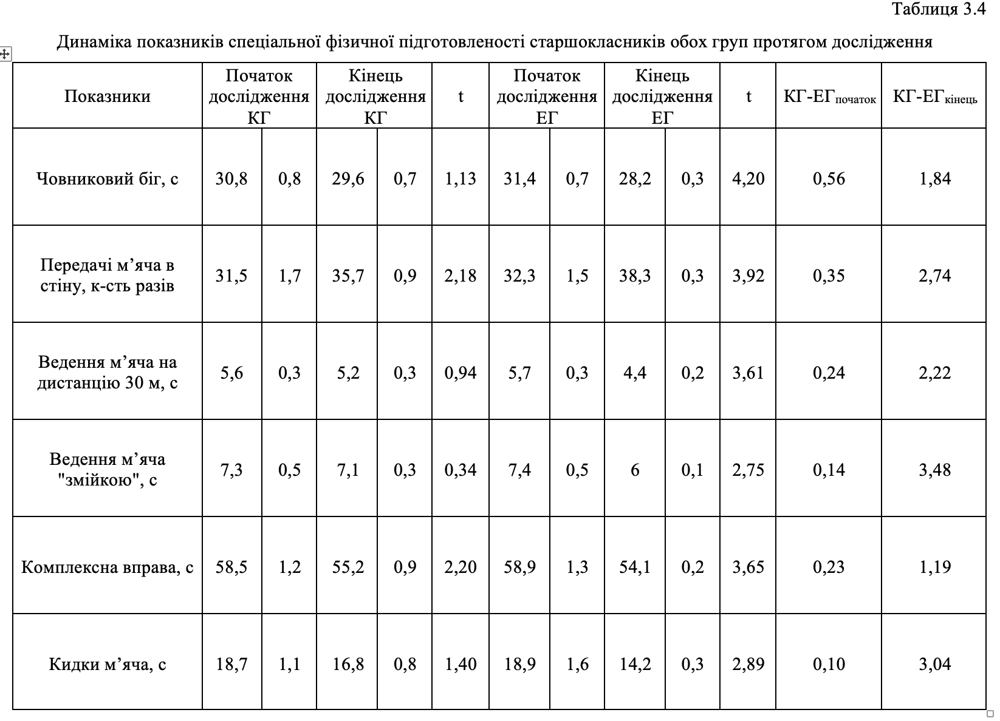 Таблиця 3.4
Динаміка показників спеціальної фізичної підготовленості старшокласників обох груп протягом дослідження
Показники
Початок
дослідження
КГ
Кінець
дослідження
КГ
t
Початок
дослідження
ЕГ
Кінець
дослідження
ЕГ
t
КГ-ЕГпочаток
КГ-ЕГкінець
Човниковий біг, с
30,8 0,8 29,6 0,7 1,13 31,4 0,7 28,2 0,3 4,20 0,56 1,84
Передачі м’яча в
стіну, к-сть разів
31,5 1,7 35,7 0,9 2,18 32,3 1,5 38,3 0,3 3,92 0,35 2,74
Ведення м’яча на
дистанцію 30 м, с
5,6 0,3 5,2 0,3 0,94 5,7 0,3 4,4 0,2 3,61 0,24 2,22
Ведення м’яча
"змійкою", с
7,3 0,5 7,1 0,3 0,34 7,4 0,5 6 0,1 2,75 0,14 3,48
Комплексна вправа, с
58,5 1,2 55,2 0,9 2,20 58,9 1,3 54,1 0,2 3,65 0,23 1,19
Кидки м’яча, с
18,7 1,1 16,8 0,8 1,40 18,9 1,6 14,2 0,3 2,89 0,10 3,04